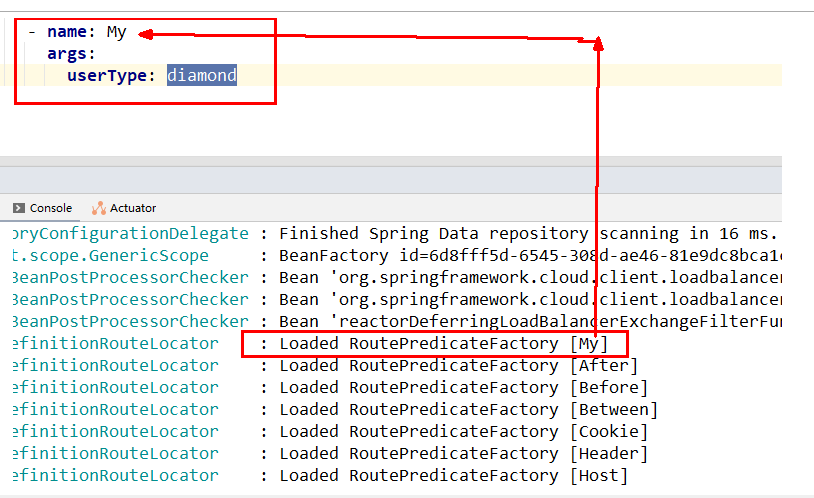 - name: My
args:
userType: diamond
Console Actuator
oryConfigurationDelegate : Finished Spring Data repository scanning in 16 ms.
t.scope.GenericScope : BeanFactory id=6d8fff5d-6545-308d-ae46-81e9dc8bca1
BeanPostProcessorChecker : Bean 'org.springframework.cloud.client.loadbalancer
BeanPostProcessorChecker : Bean 'org.springframework.cloud.client.loadbalancer
BeanPostProcessorChecker : Bean 'reactorDeferringLoadBalancerExchangeFilterFun
efinitionRouteLocator : Loaded RoutePredicateFactory [My]
efinitionRouteLocator : Loaded RoutePredicateFactory [After]
efinitionRouteLocator : Loaded RoutePredicateFactory [Before]
efinitionRouteLocator : Loaded RoutePredicateFactory [Between]
efinitionRouteLocator : Loaded RoutePredicateFactory [Cookie]
efinitionRouteLocator : Loaded RoutePredicateFactory [Header]
efinitionRouteLocator : Loaded RoutePredicateFactory [Host]